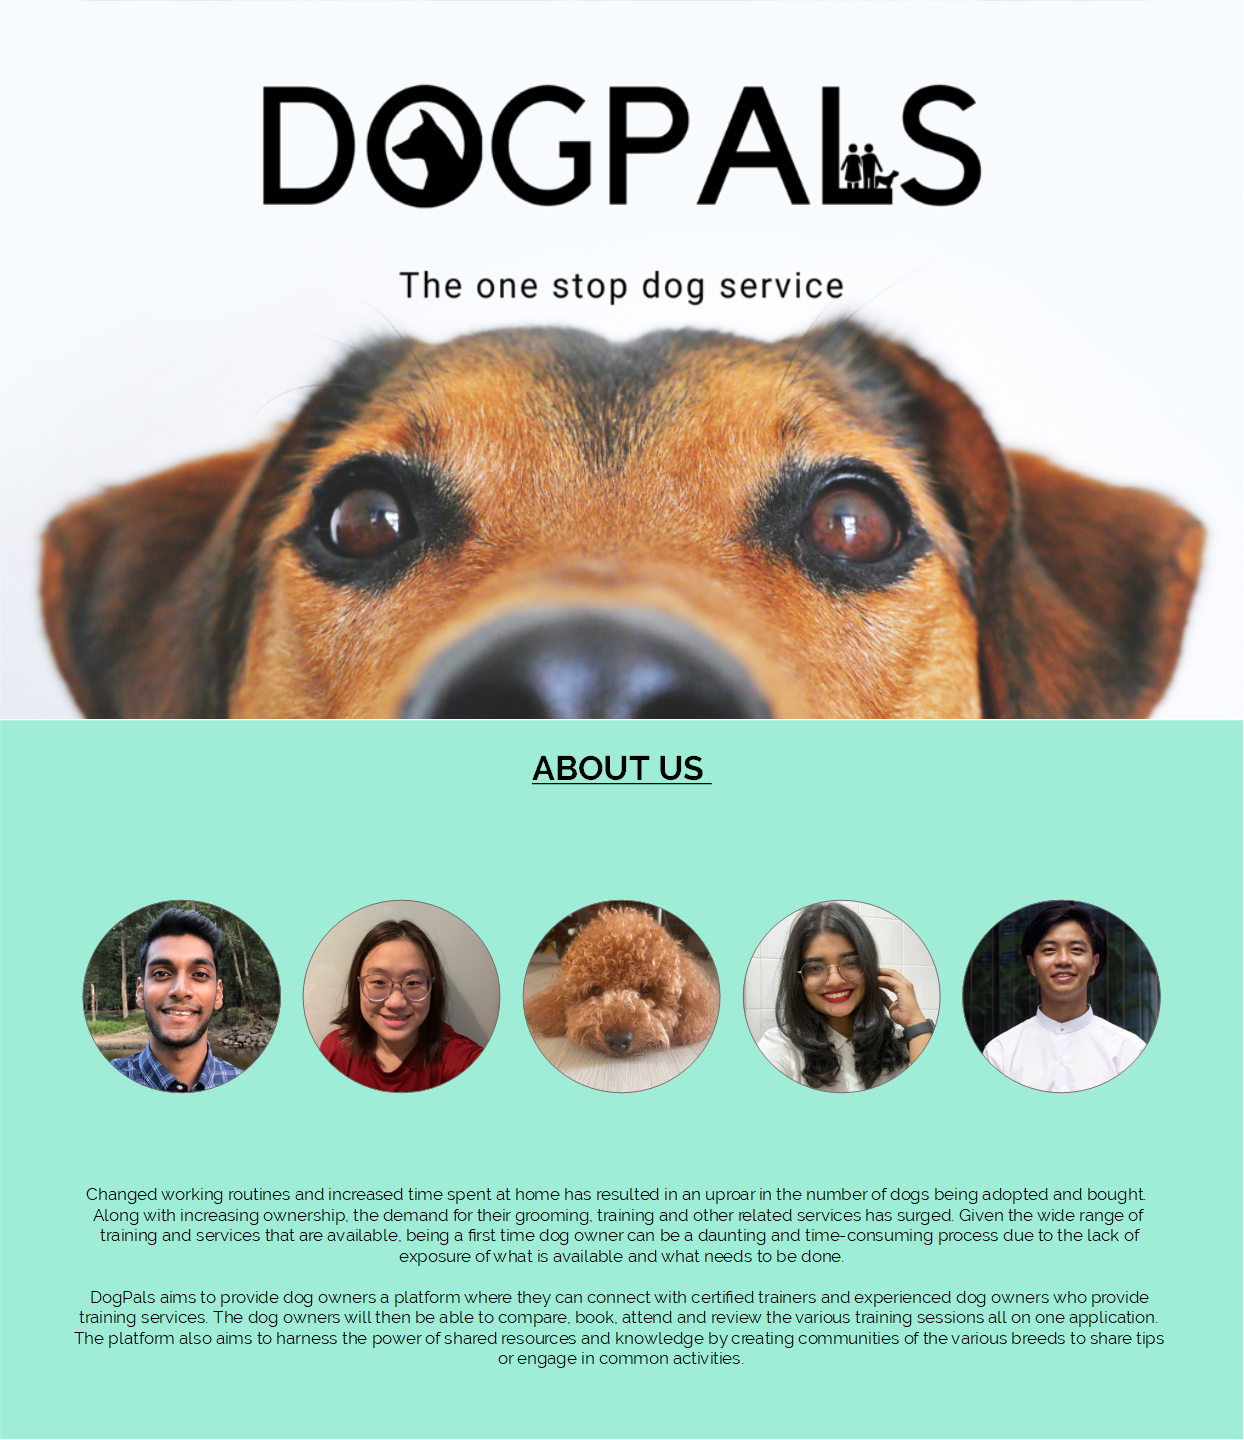 DOGPALS
The one stop dog service
ABOUT US
Changed working routines and increased time spent at home has resulted in an uproar in the number of dogs being adopted and bought.
Along with increasing ownership, the demand for their grooming, training and other related services has surged. Given the wide range of
training and services that are available, being a first time dog owner can be a daunting and time-consuming process due to the lack of
exposure of what is available and what needs to be done.
DogPals aims to provide dog owners a platform where they can connect with certified trainers and experienced dog owners who provide
training services. The dog owners will then be able to compare, book, attend and review the various training sessions all on one application.
The platform also aims to harness the power of shared resources and knowledge by creating communities of the various breeds to share tips
or engage in common activities.